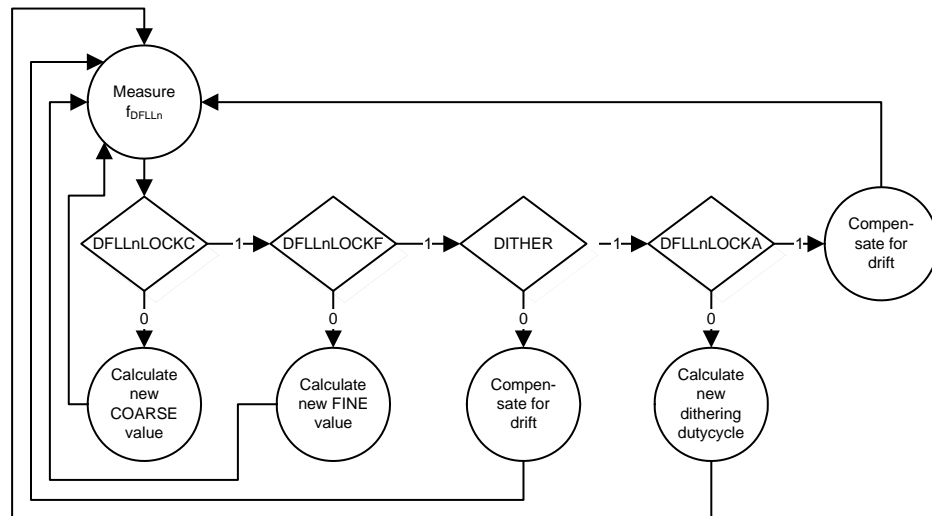 Measure
fDFLLn
DFLLnLOCKC
1
DFLLnLOCKF
1
DITHER
1
DFLLnLOCKA
1
Compen-
sate for
drift
0
0
0
0
Calculate
new
COARSE
value
Calculate
new FINE
value
Compen-
sate for
drift
Calculate
new
dithering
dutycycle